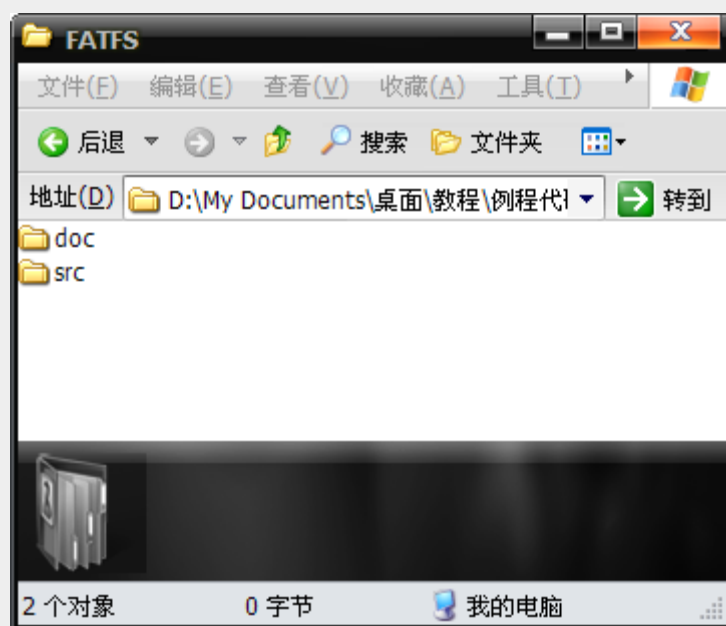 FATFS
文件(F) 编辑(E) 查看(V) 收藏(A) 工具(T)
后退 搜索 文件夹
地址(D) D:\My Documents\桌面\教程\例程代 转到
doc
src
2 个对象 0 字节 我的电脑